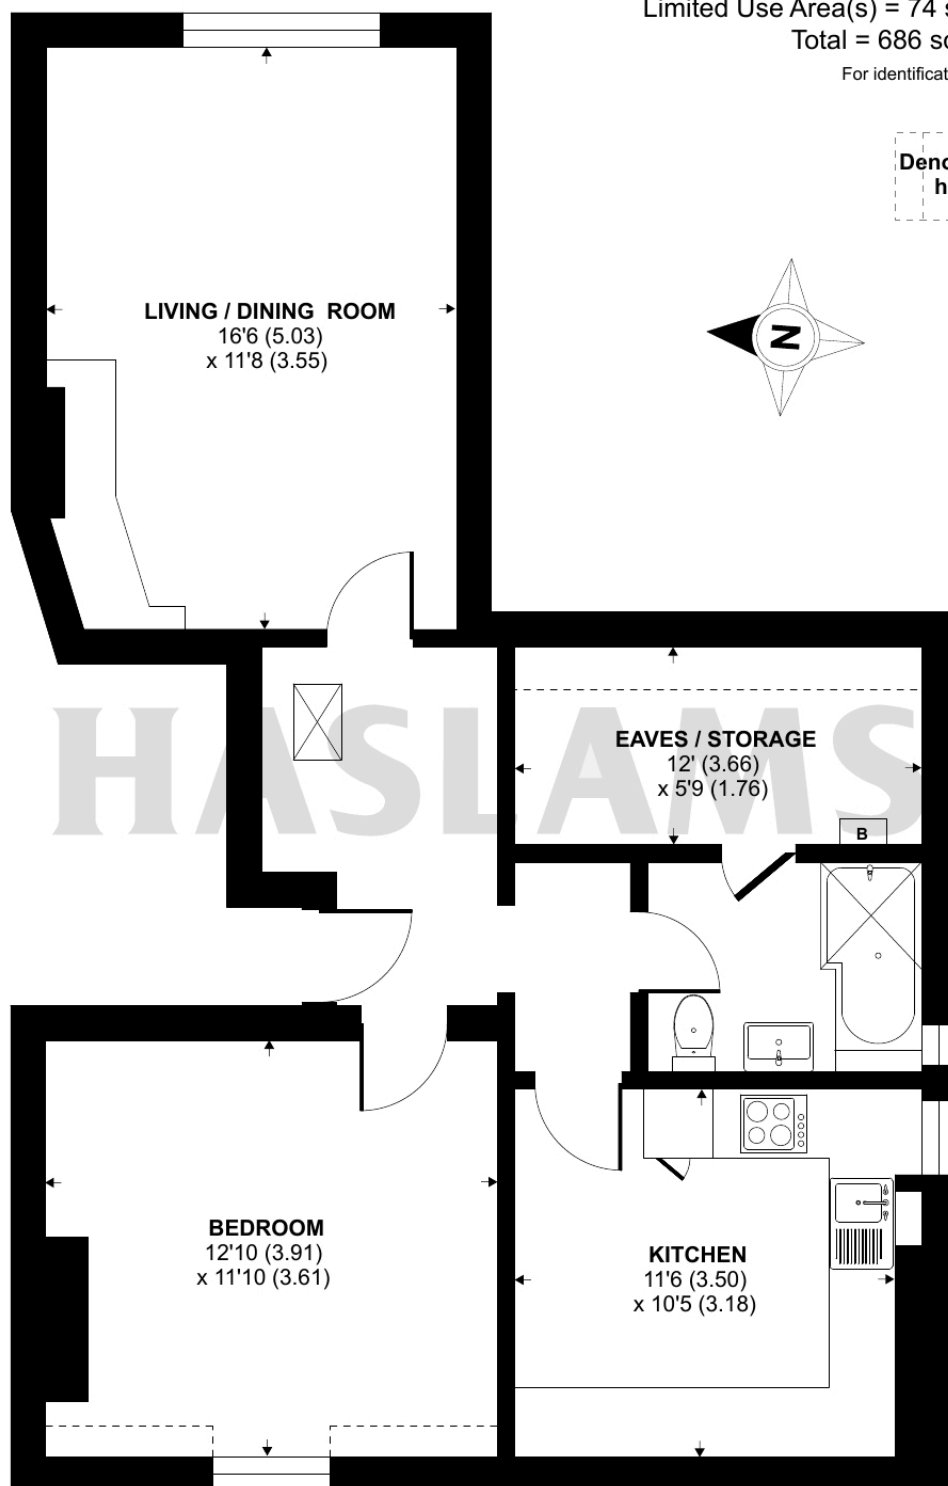 Limited Use Area(s) = 74 s
Total = 686 sq
For identificat
Deno
h
N
LIVING / DINING ROOM
16'6 (5.03)
x 11'8 (3.55)
HASLAMS
EAVES / STORAGE
12' (3.66)
x 5'9 (1.76)
B
BEDROOM
12'10 (3.91)
x 11'10 (3.61)
KITCHEN
11'6 (3.50)
x 10'5 (3.18)